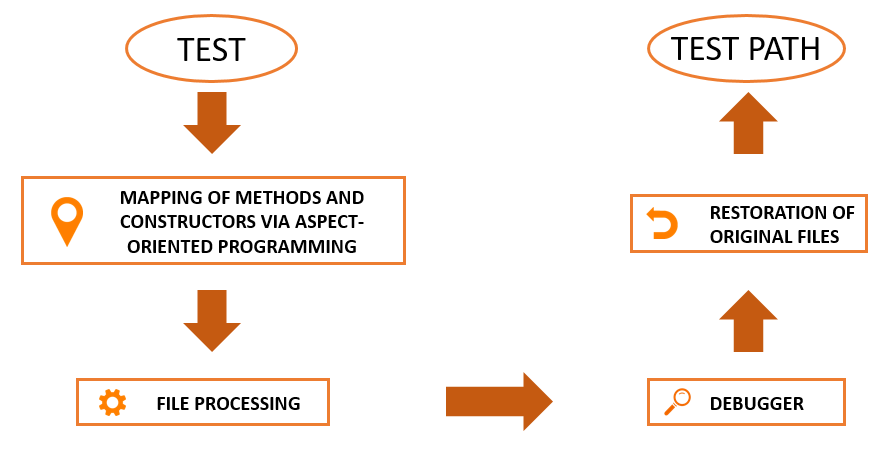 TEST
MAPPING OF METHODS AND
CONSTRUCTORS VIA ASPECT-
ORIENTED PROGRAMMING
FILE PROCESSING
DEBUGGER
RESTORATION OF
ORIGINAL FILES
TEST PATH